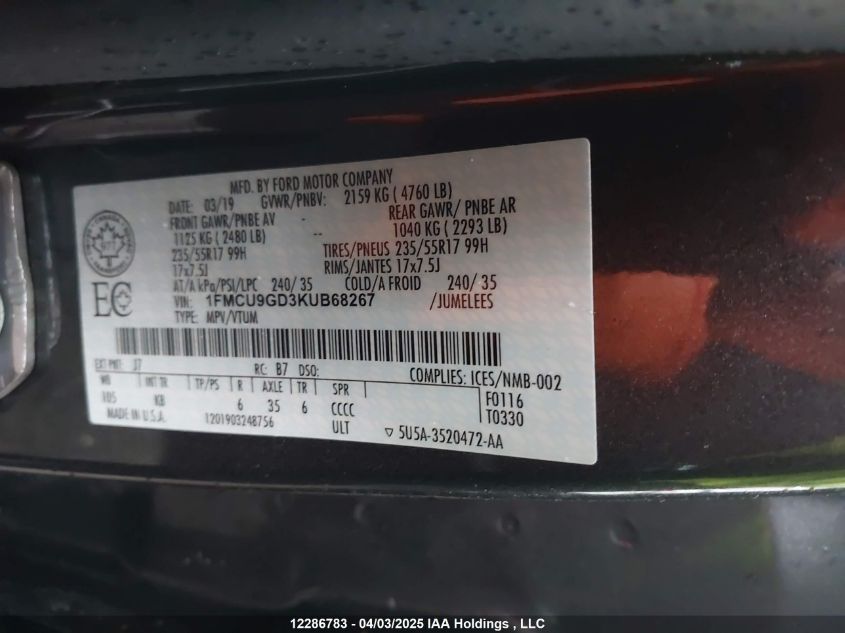 MFD. BY FORD MOTOR COMPANY
DATE: 03/19 GVWR/PNBV: 2159 KG ( 4760 LB)
FRONT GAWR/PNBE AV REAR GAWR/ PNBE AR
1125 KG ( 2480 LB) -- 1040 KG ( 2293 LB)
235/55R17 99H TIRES/PNEUS 235/55R17 99H
17x7.5J RIMS/JANTES 17x7.5J
AT/A kPa/PSI/LPC 240/ 35 COLD/A FROID 240/ 35
VIN: 1FMCU9GD3KUB68267 /JUMELEES
TYPE: MPV/VTUM
EC
EXT PNT: J7 RC: B7 DSO: COMPLIES: ICES/NMB-002
WB INT TR TP/PS R AXLE TR SPR F0116
105 KB 6 35 6 CCCC T0330
MADE IN U.S.A. 1201903248756 ULT ▽ 5U5A-3520472-AA
12286783 - 04/03/2025 IAA Holdings , LLC